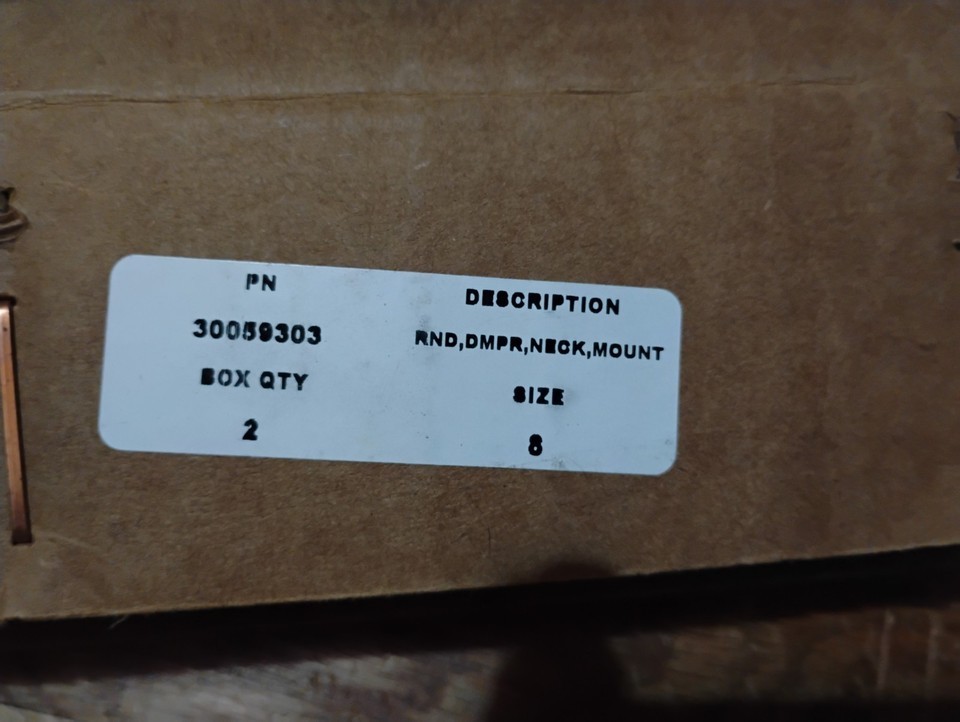 PN
30059303
BOX QTY
2
DESCRIPTION
RND,DMPR,NECK,MOUNT
SIZE
8